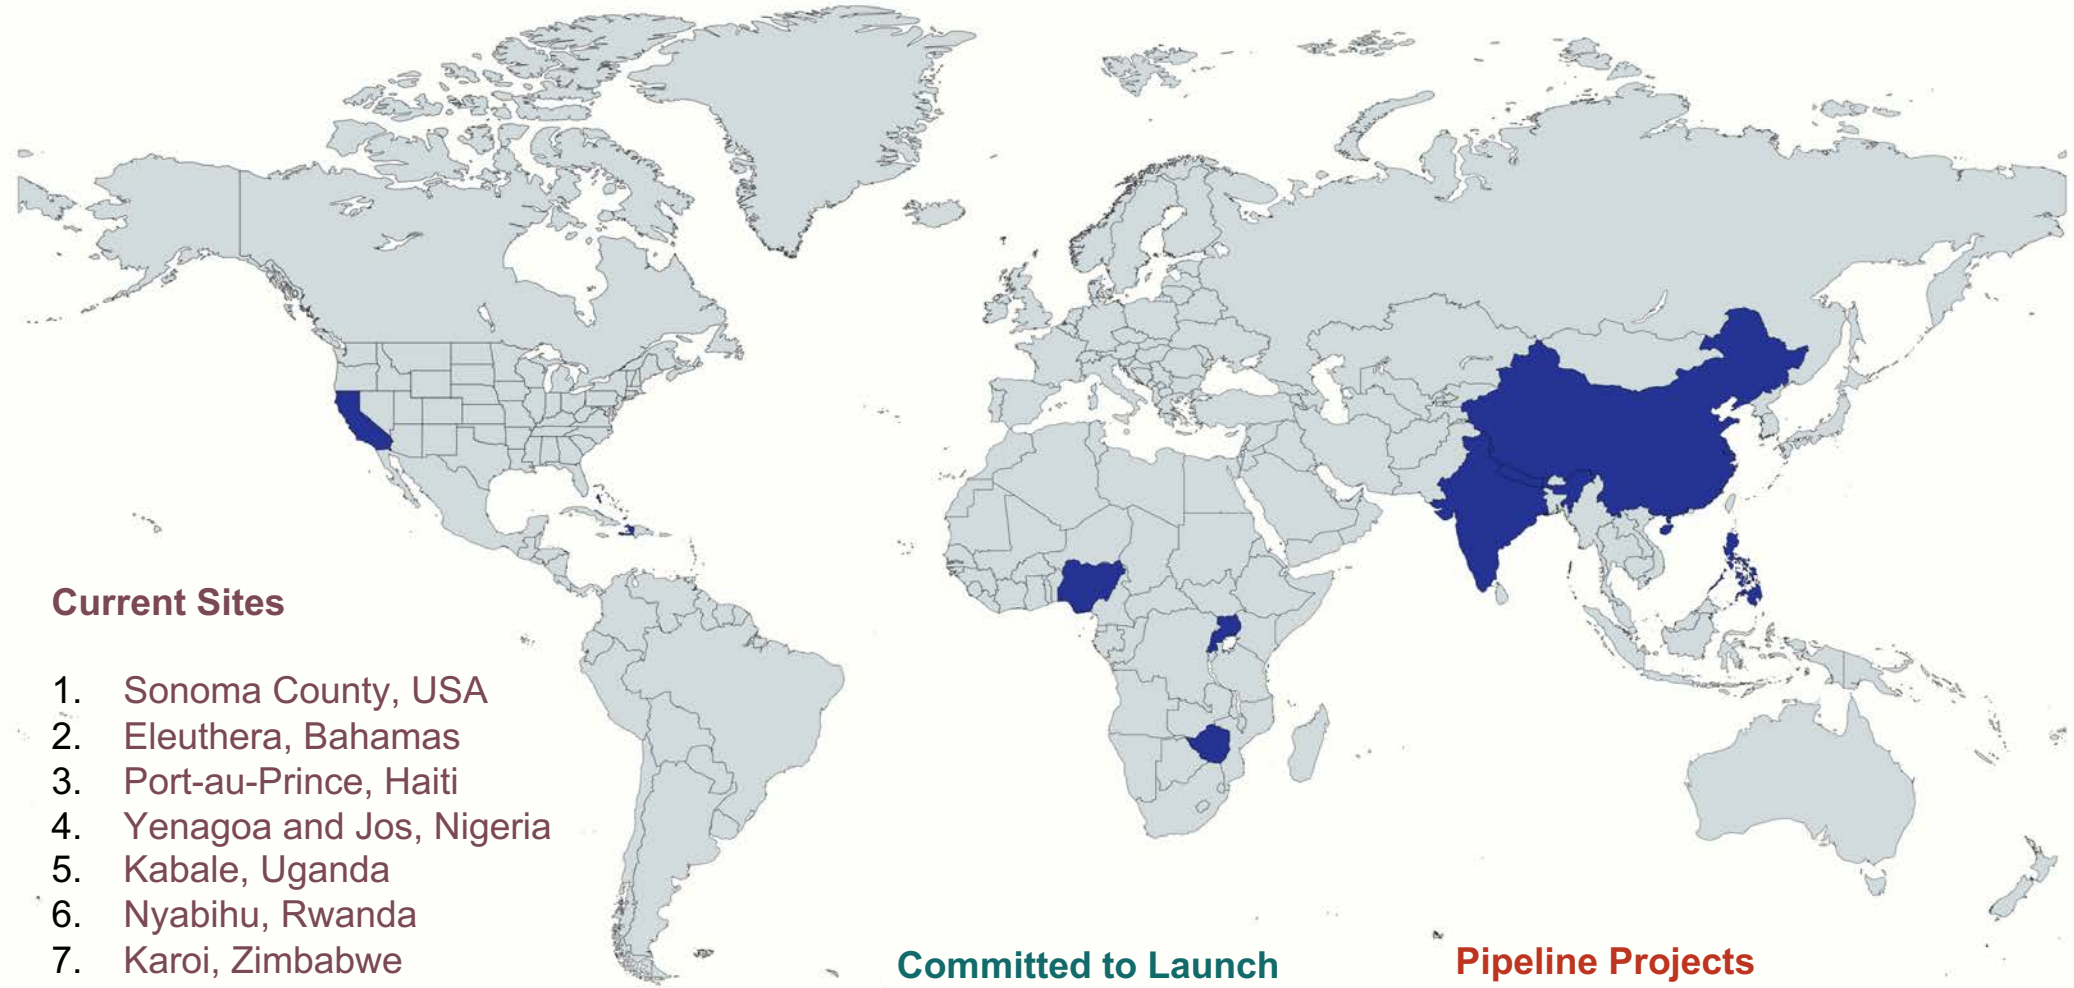 Current Sites
1. Sonoma County, USA
2. Eleuthera, Bahamas
3. Port-au-Prince, Haiti
4. Yenagoa and Jos, Nigeria
5. Kabale, Uganda
6. Nyabihu, Rwanda
7. Karoi, Zimbabwe
Committed to Launch
Pipeline Projects